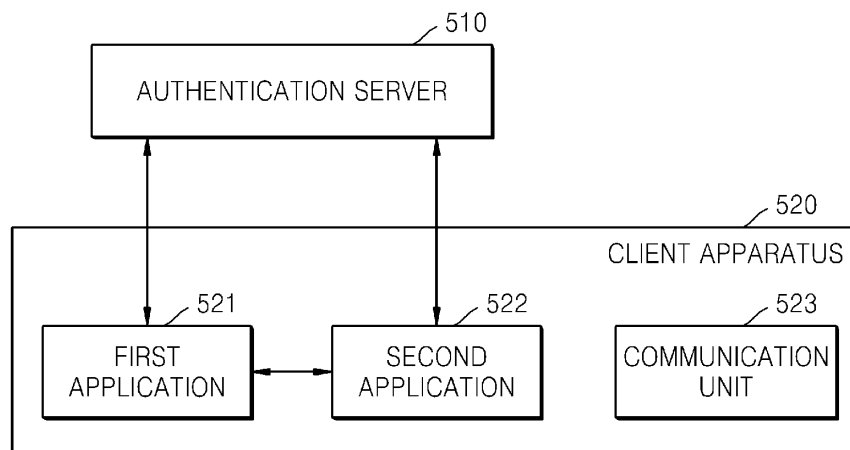 510
AUTHENTICATION SERVER
520
CLIENT APPARATUS
521
522
523
FIRST
APPLICATION
SECOND
APPLICATION
COMMUNICATION
UNIT